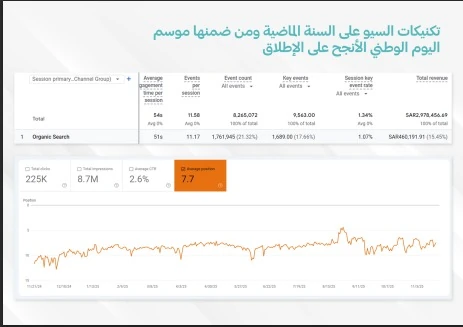 تكنيكات السيو على السنة الماضية ومن ضمنها موسم
اليوم الوطني الأنجح على الإطلاق
Session primary...Channel Group)
Average
engagement
time per
session
Events
per
session
Event count
All events
Key events
All events
Session key
event rate
All events
Total revenue
Total
54s
Avg 0%
11.58
Avg 0%
8,265,072
100% of total
9,563.00
100% of total
1.34%
Avg 0%
SAR2,978,456.69
100% of total
1 Organic Search
51s
11.17
1,761,945 (21.32%)
1,689.00 (17.66%)
1.07%
SAR460,191.91 (15.45%)
Total clicks
225K
Total impressions
8.7M
Average CTR
2.6%
Average position
7.7
Position